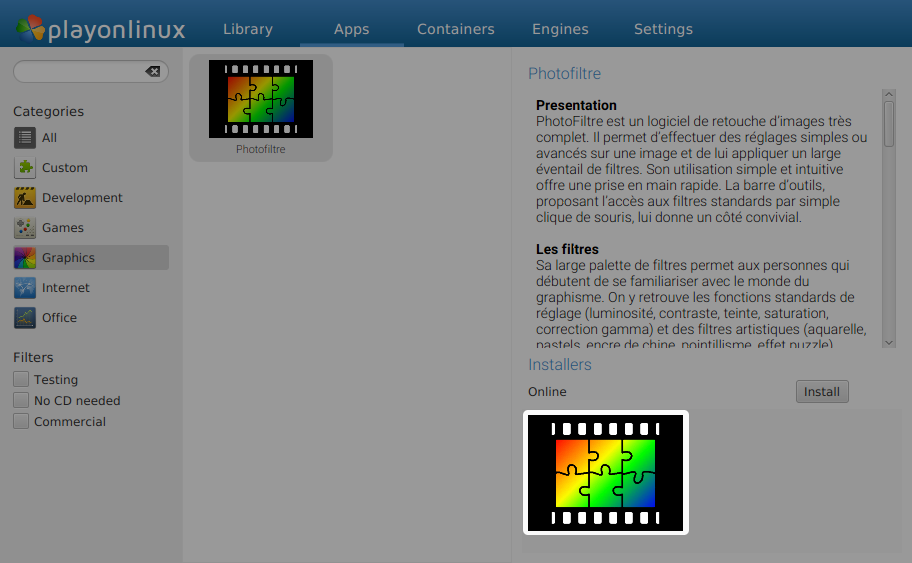 playonlinux
Library
Apps
Containers
Engines
Settings
Categories
All
Custom
Development
Games
Graphics
Internet
Office
Filters
Testing
No CD needed
Commercial
Photofiltre
Photofiltre
Presentation
PhotoFiltre est un logiciel de retouche d'images très
complet. Il permet d'effectuer des réglages simples ou
avancés sur une image et de lui appliquer un large
éventail de filtres. Son utilisation simple et intuitive
offre une prise en main rapide. La barre d'outils,
proposant l'accès aux filtres standards par simple
clique de souris, lui donne un côté convivial.
Les filtres
Sa large palette de filtres permet aux personnes qui
débutent de se familiariser avec le monde du
graphisme. On y retrouve les fonctions standards de
réglage (luminosité, contraste, teinte, saturation,
correction gamma) et des filtres artistiques (aquarelle,
pastels, encre de chine, pointillisme, effet puzzle).
Installers
Online
Install